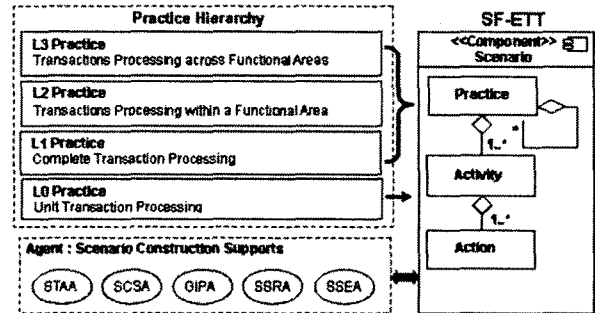 Practice Hierarchy
L3 Practice
Transactions Processing across Functional Areas
L2 Practice
Transactions Processing within a Functional Area
L1 Practice
Complete Transaction Processing
L0 Practice
Unit Transaction Processing
Agent : Scenario Construction Supports
STAA SCSA GIPA SSRA SSEA
SF-ETT
<<Component>>
Scenario
Practice
*
1..*
Activity
1..*
Action